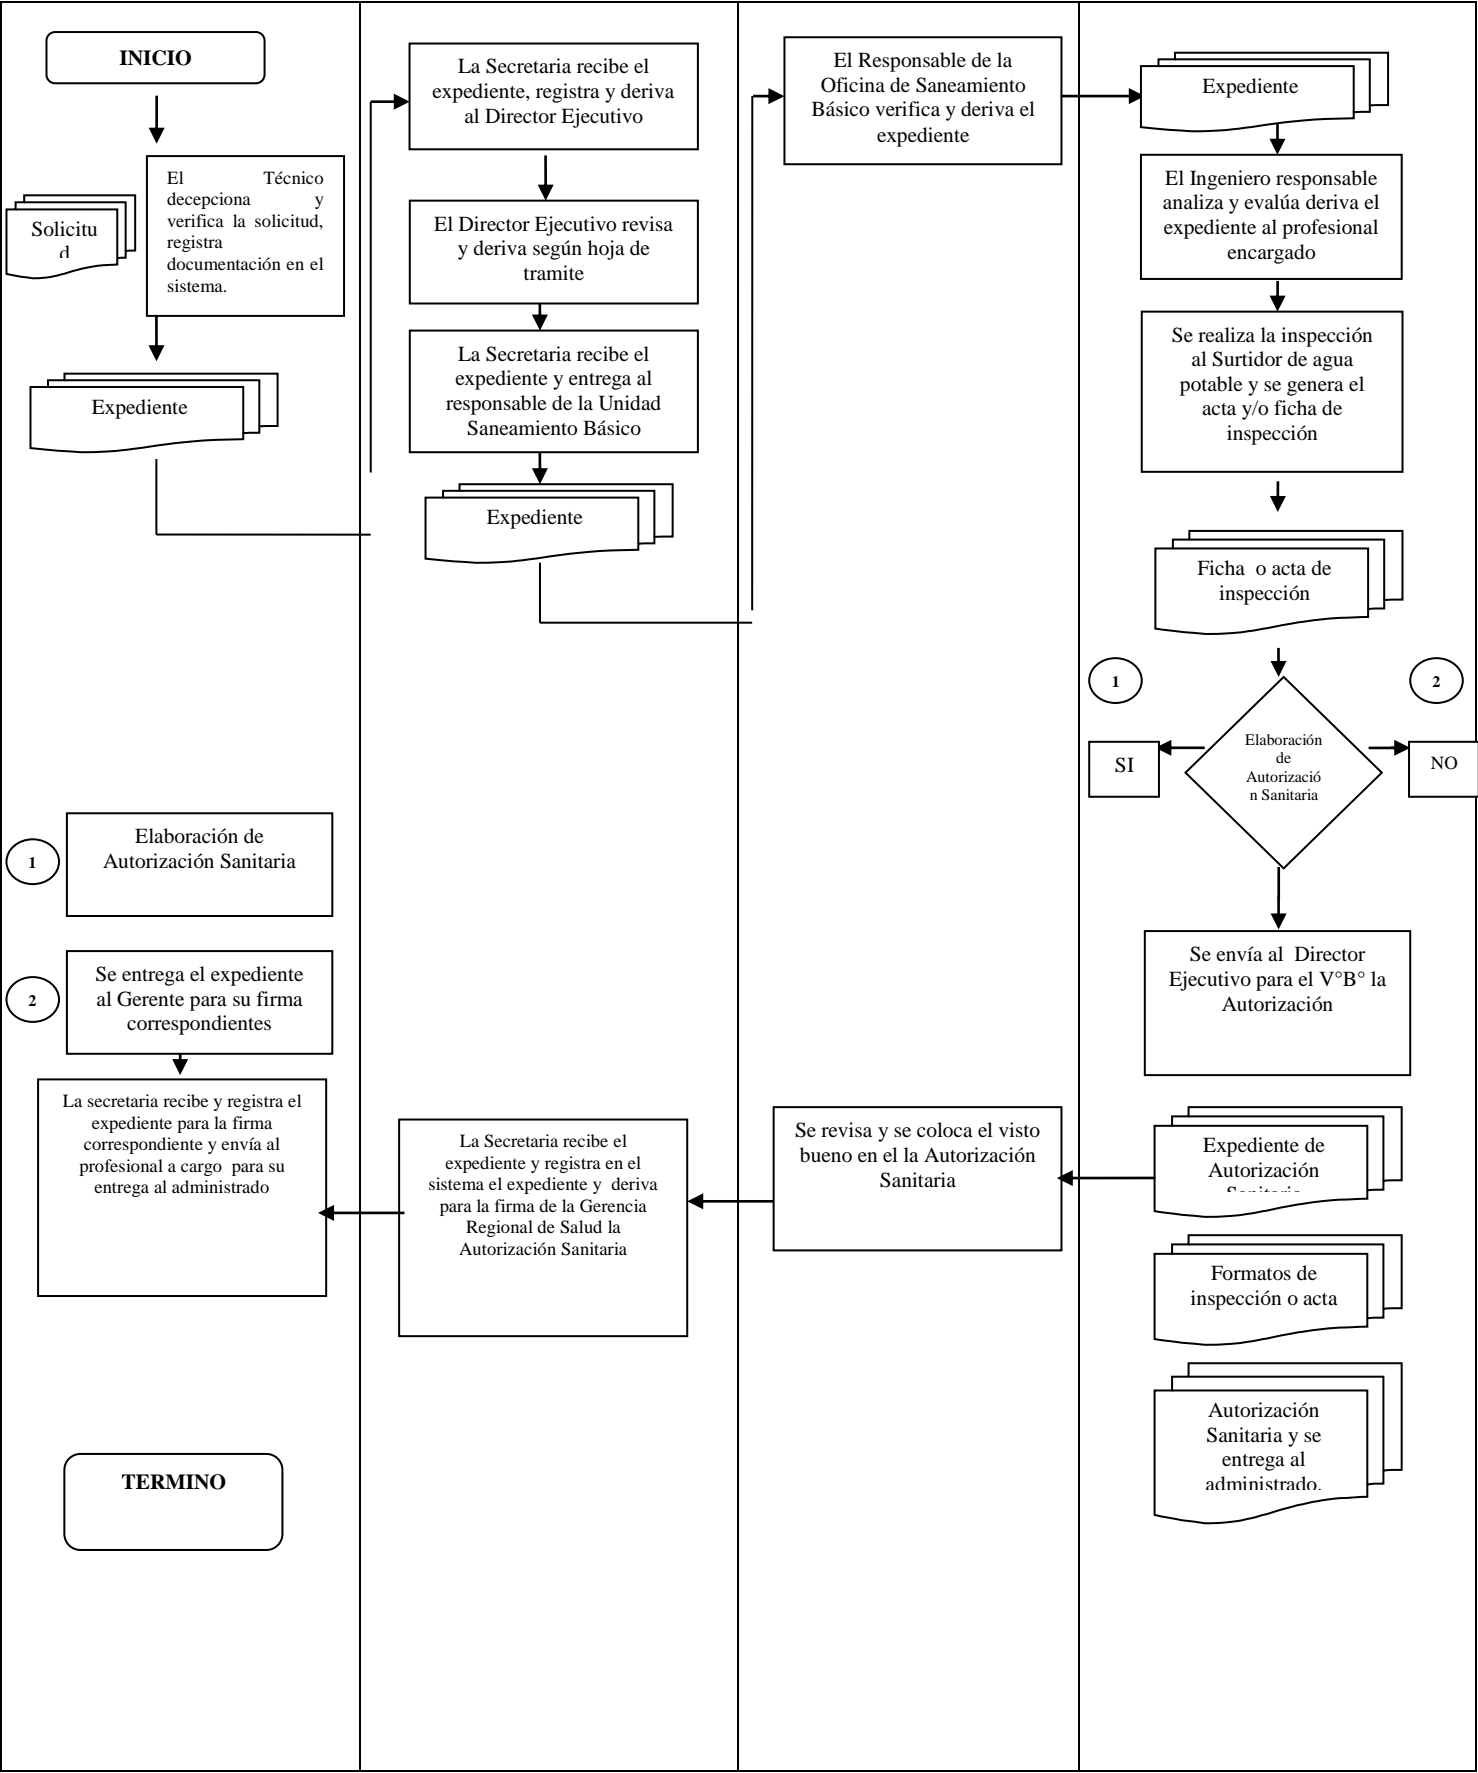 INICIO
Solicitu
d
El Técnico
decepciona y
verifica la solicitud,
registra
documentación en el
sistema.
Expediente
1
Elaboración de
Autorización Sanitaria
2
Se entrega el expediente
al Gerente para su firma
correspondientes
La secretaria recibe y registra el
expediente para la firma
correspondiente y envía al
profesional a cargo para su
entrega al administrado
TERMINO
La Secretaria recibe el
expediente, registra y deriva
al Director Ejecutivo
El Director Ejecutivo revisa
y deriva según hoja de
tramite
La Secretaria recibe el
expediente y entrega al
responsable de la Unidad
Saneamiento Básico
Expediente
La Secretaria recibe el
expediente y registra en el
sistema el expediente y deriva
para la firma de la Gerencia
Regional de Salud la
Autorización Sanitaria
El Responsable de la
Oficina de Saneamiento
Básico verifica y deriva el
expediente
Se revisa y se coloca el visto
bueno en el la Autorización
Sanitaria
Expediente
El Ingeniero responsable
analiza y evalúa deriva el
expediente al profesional
encargado
Se realiza la inspección
al Surtidor de agua
potable y se genera el
acta y/o ficha de
inspección
Ficha o acta de
inspección
1
2
SI
Elaboración
de
Autorizació
n Sanitaria
NO
Se envía al Director
Ejecutivo para el V°B° la
Autorización
Expediente de
Autorización
Sanitaria
Formatos de
inspección o acta
Autorización
Sanitaria y se
entrega al
administrado.